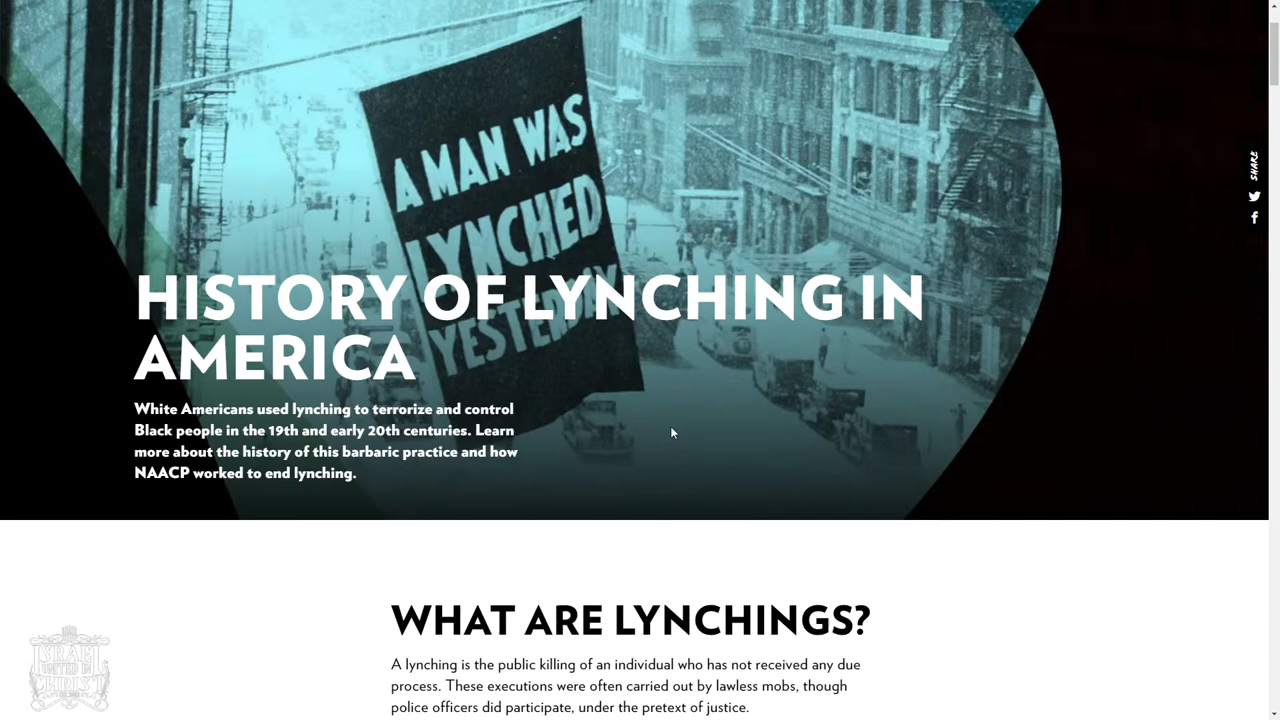 A MAN WAS
LYNCHED
YESTERDAY
HISTORY OF LYNCHING IN
AMERICA
White Americans used lynching to terrorize and control
Black people in the 19th and early 20th centuries. Learn
more about the history of this barbaric practice and how
NAACP worked to end lynching.
SHARE
WHAT ARE LYNCHINGS?
A lynching is the public killing of an individual who has not received any due
process. These executions were often carried out by lawless mobs, though
police officers did participate, under the pretext of justice.
ISRAEL
UNITED IN
CHRIST